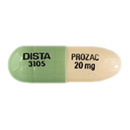 DISTA
3105
PROZAC
20 mg